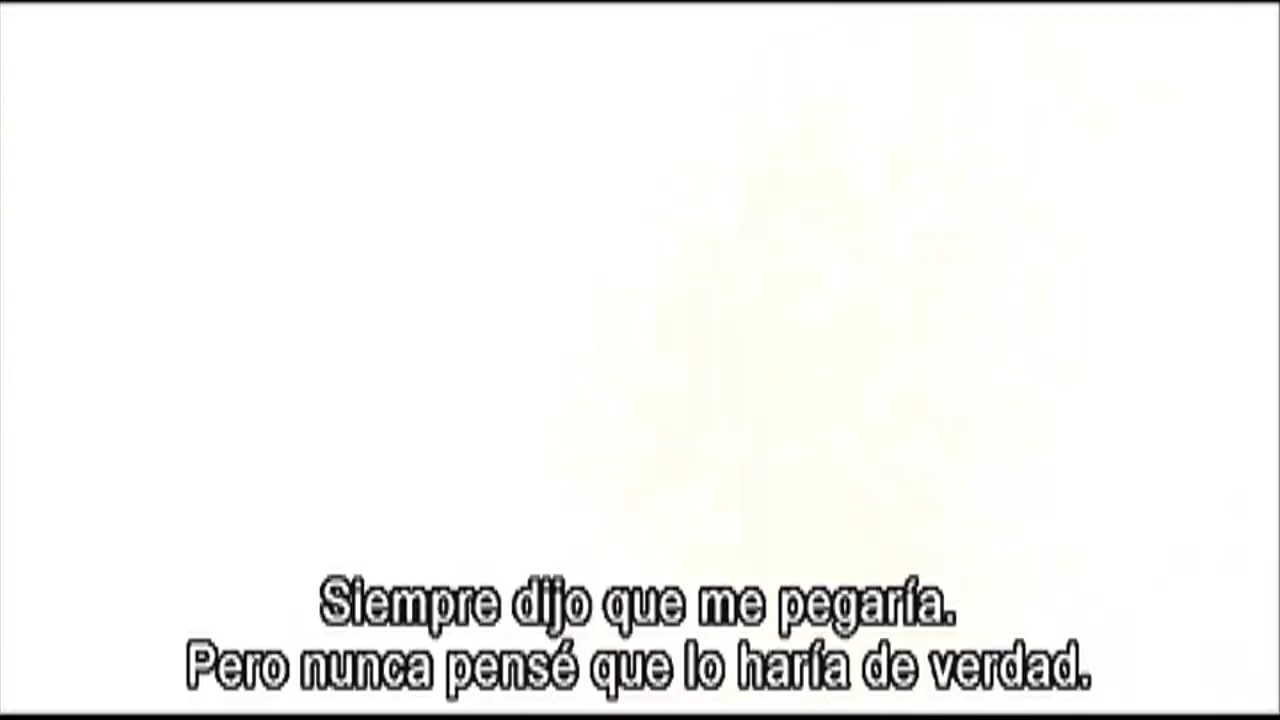 Siempre dijo que me pegaría.
Pero nunca pensé que lo haría de verdad.